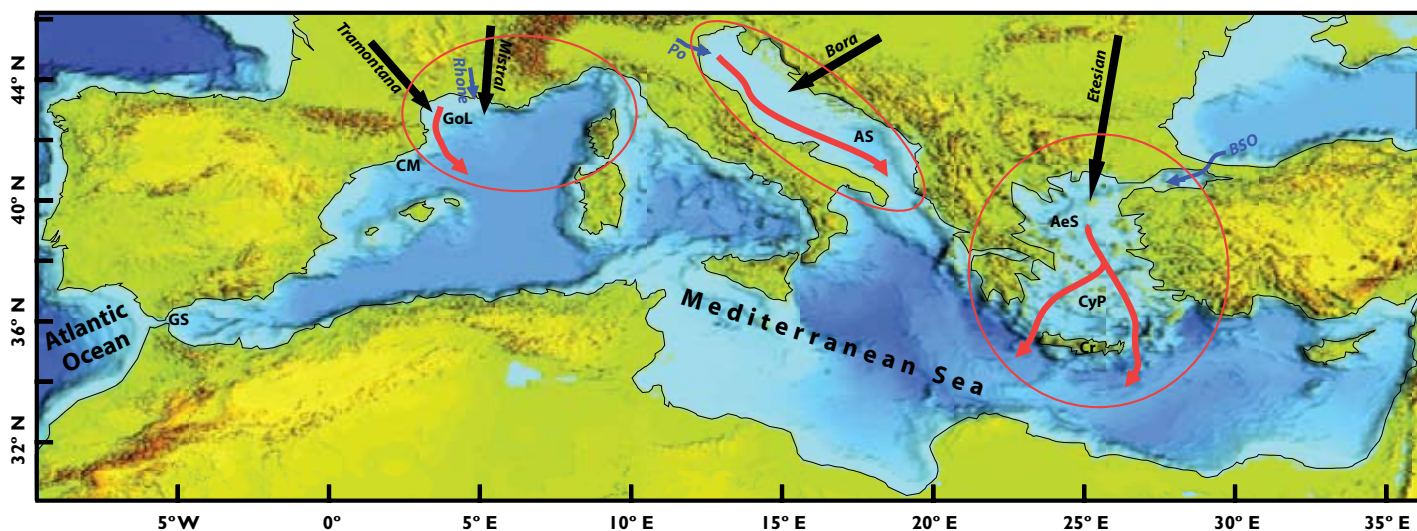 44° N
42° N
40° N
38° N
36° N
34° N
32° N
Tramontana
Rhone
Mistral
GoL
CM
Po
Bora
AS
Etesian
BSO
AeS
CyP
Cr
GS
Atlantic
Ocean
Mediterranean Sea
5°W
0°
5° E
10° E
15° E
20° E
25° E
30° E
35° E